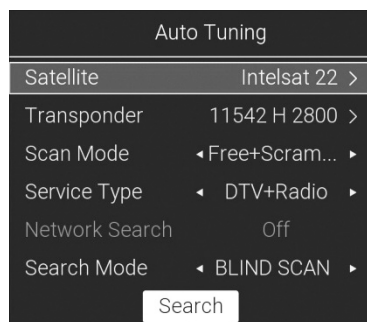 Auto Tuning
Satellite Intelsat 22 >
Transponder 11542 H 2800 >
Scan Mode ◂ Free+Scram... ▸
Service Type ◂ DTV+Radio ▸
Network Search Off
Search Mode ◂ BLIND SCAN ▸
Search